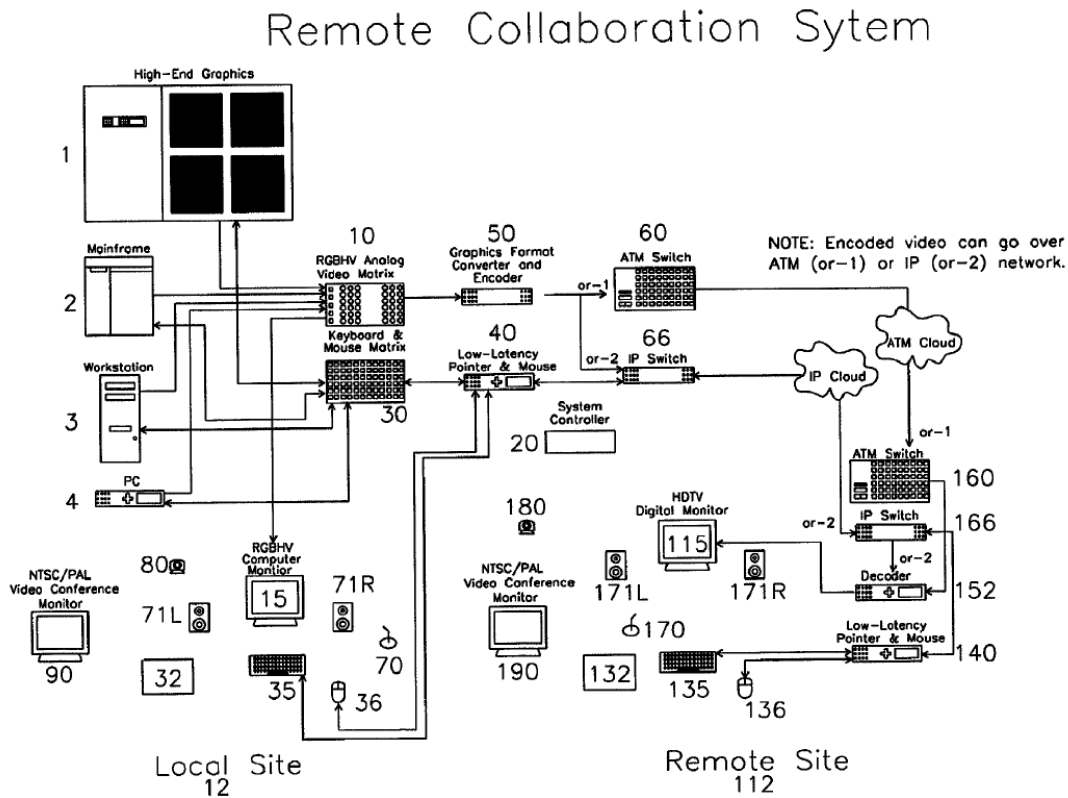 Remote Collaboration Sytem
High-End Graphics
1
Mainframe
2
Workstation
3
PC
4
10
RGBHV Analog
Video Matrix
Keyboard &
Mouse Matrix
30
50
Graphics Format
Converter and
Encoder
40
Low-Latency
Pointer & Mouse
60
ATM Switch
or-1
66
or-2
IP Switch
NOTE: Encoded video can go over
ATM (or-1) or IP (or-2) network.
ATM Cloud
IP Cloud
System
Controller
20
or-1
ATM Switch
160
IP Switch
166
or-2
or-2
Decoder
152
Low-Latency
Pointer & Mouse
140
180
HDTV
Digital Monitor
115
171L
171R
NTSC/PAL
Video Conference
Monitor
190
170
132
135
136
80
RGBHV
Computer
Montior
15
71L
71R
NTSC/PAL
Video Conference
Monitor
90
32
35
36
70
Local Site
12
Remote Site
112